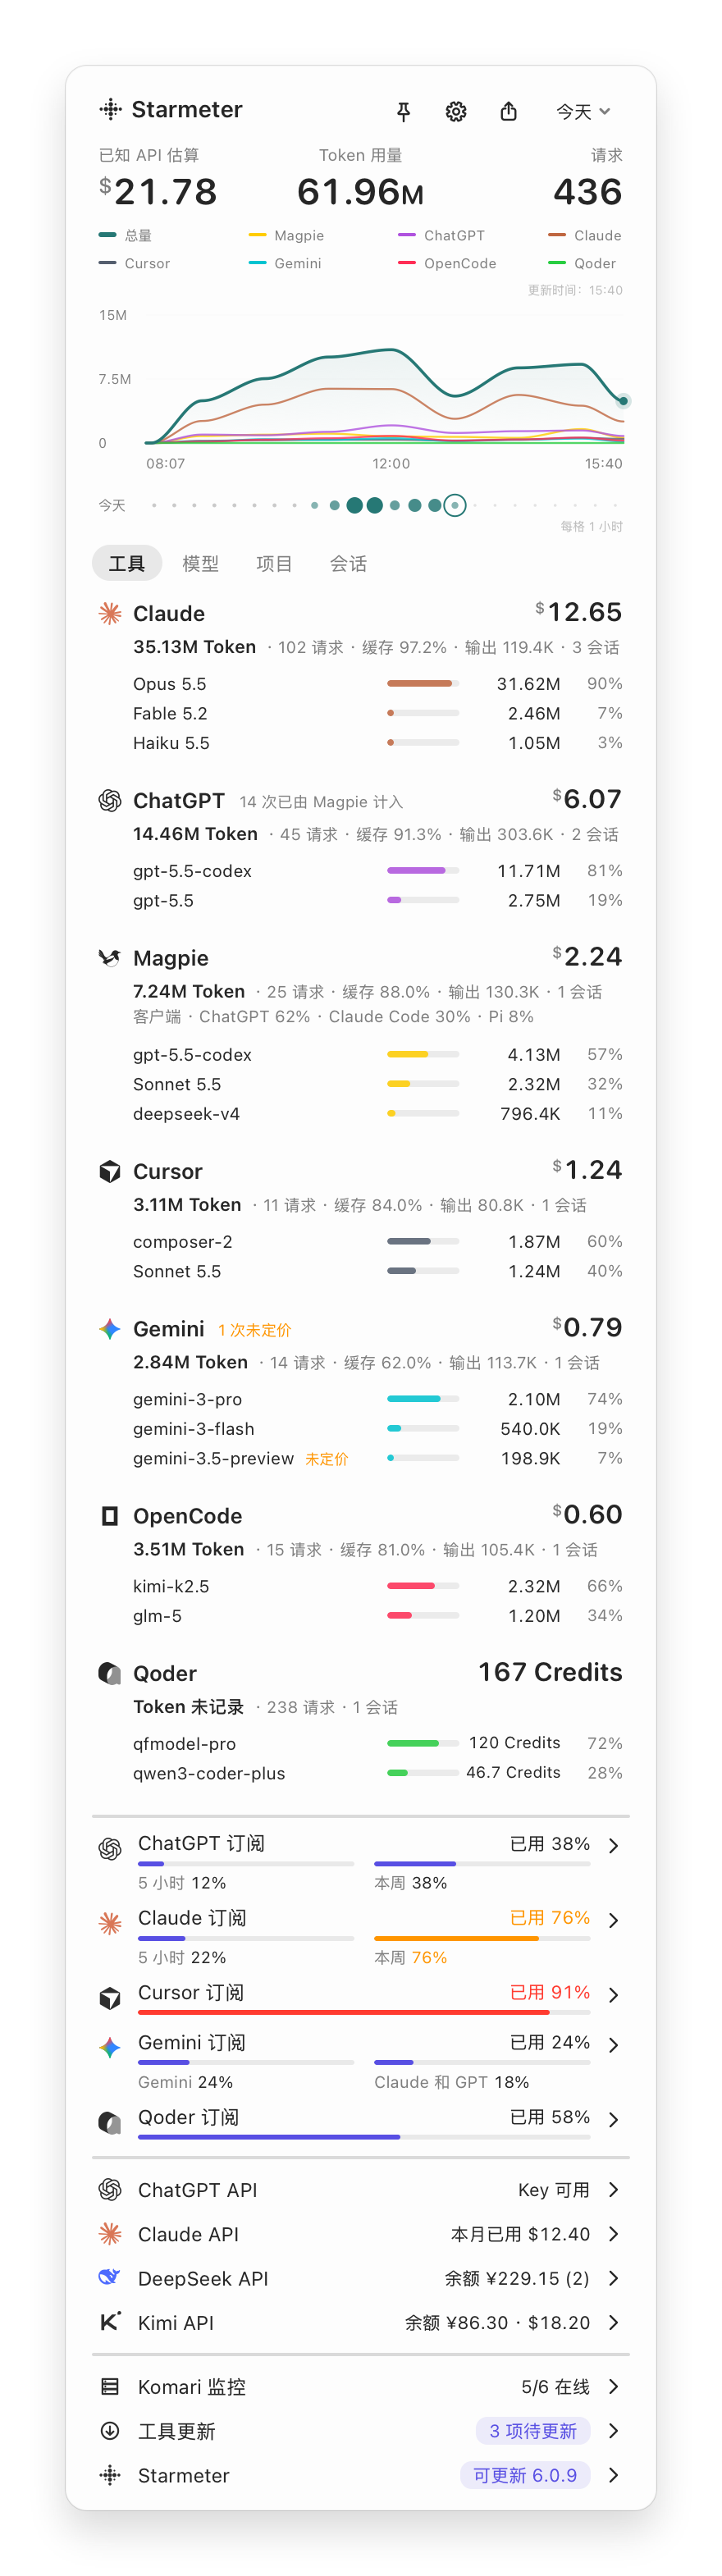 Starmeter 今天
已知 API 估算 Token 用量 请求
$21.78 61.96M 436
总量 Magpie ChatGPT Claude
Cursor Gemini OpenCode Qoder
更新时间：15:40
15M
7.5M
0
08:07 12:00 15:40
今天
每格 1 小时
工具 模型 项目 会话
Claude $12.65
35.13M Token · 102 请求 · 缓存 97.2% · 输出 119.4K · 3 会话
Opus 5.5 31.62M 90%
Fable 5.2 2.46M 7%
Haiku 5.5 1.05M 3%
ChatGPT 14 次已由 Magpie 计入 $6.07
14.46M Token · 45 请求 · 缓存 91.3% · 输出 303.6K · 2 会话
gpt-5.5-codex 11.71M 81%
gpt-5.5 2.75M 19%
Magpie $2.24
7.24M Token · 25 请求 · 缓存 88.0% · 输出 130.3K · 1 会话
客户端 · ChatGPT 62% · Claude Code 30% · Pi 8%
gpt-5.5-codex 4.13M 57%
Sonnet 5.5 2.32M 32%
deepseek-v4 796.4K 11%
Cursor $1.24
3.11M Token · 11 请求 · 缓存 84.0% · 输出 80.8K · 1 会话
composer-2 1.87M 60%
Sonnet 5.5 1.24M 40%
Gemini 1 次未定价 $0.79
2.84M Token · 14 请求 · 缓存 62.0% · 输出 113.7K · 1 会话
gemini-3-pro 2.10M 74%
gemini-3-flash 540.0K 19%
gemini-3.5-preview 未定价 198.9K 7%
OpenCode $0.60
3.51M Token · 15 请求 · 缓存 81.0% · 输出 105.4K · 1 会话
kimi-k2.5 2.32M 66%
glm-5 1.20M 34%
Qoder 167 Credits
Token 未记录 · 238 请求 · 1 会话
qfmodel-pro 120 Credits 72%
qwen3-coder-plus 46.7 Credits 28%
ChatGPT 订阅 已用 38%
5 小时 12% 本周 38%
Claude 订阅 已用 76%
5 小时 22% 本周 76%
Cursor 订阅 已用 91%
Gemini 订阅 已用 24%
Gemini 24% Claude 和 GPT 18%
Qoder 订阅 已用 58%
ChatGPT API Key 可用
Claude API 本月已用 $12.40
DeepSeek API 余额 ¥229.15 (2)
Kimi API 余额 ¥86.30 · $18.20
Komari 监控 5/6 在线
工具更新 3 项待更新
Starmeter 可更新 6.0.9